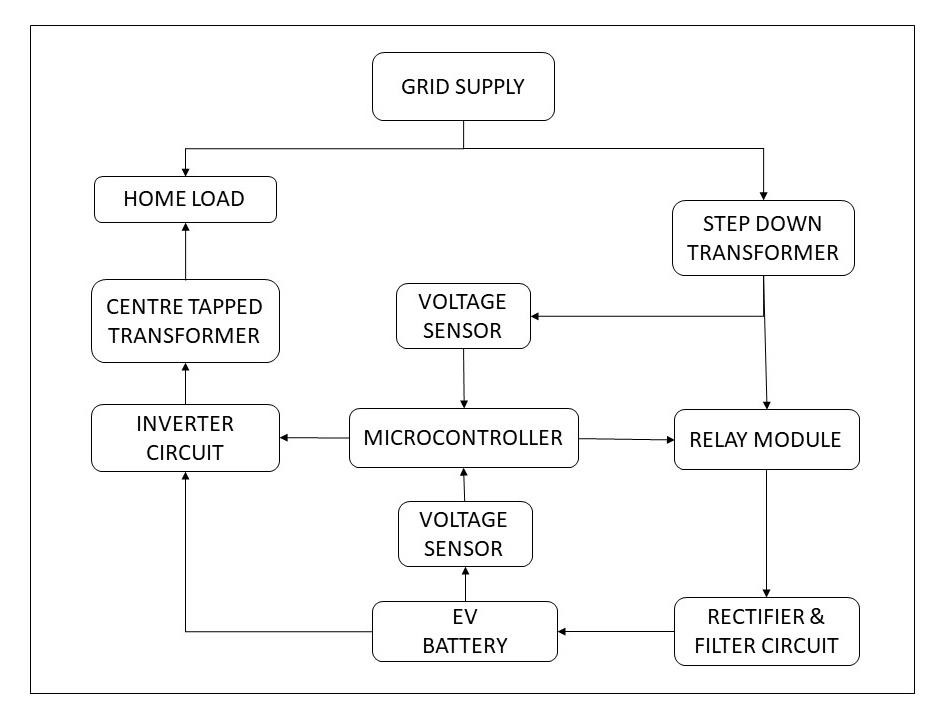 GRID SUPPLY
HOME LOAD
STEP DOWN
TRANSFORMER
CENTRE TAPPED
TRANSFORMER
VOLTAGE
SENSOR
INVERTER
CIRCUIT
MICROCONTROLLER
RELAY MODULE
VOLTAGE
SENSOR
EV
BATTERY
RECTIFIER &
FILTER CIRCUIT